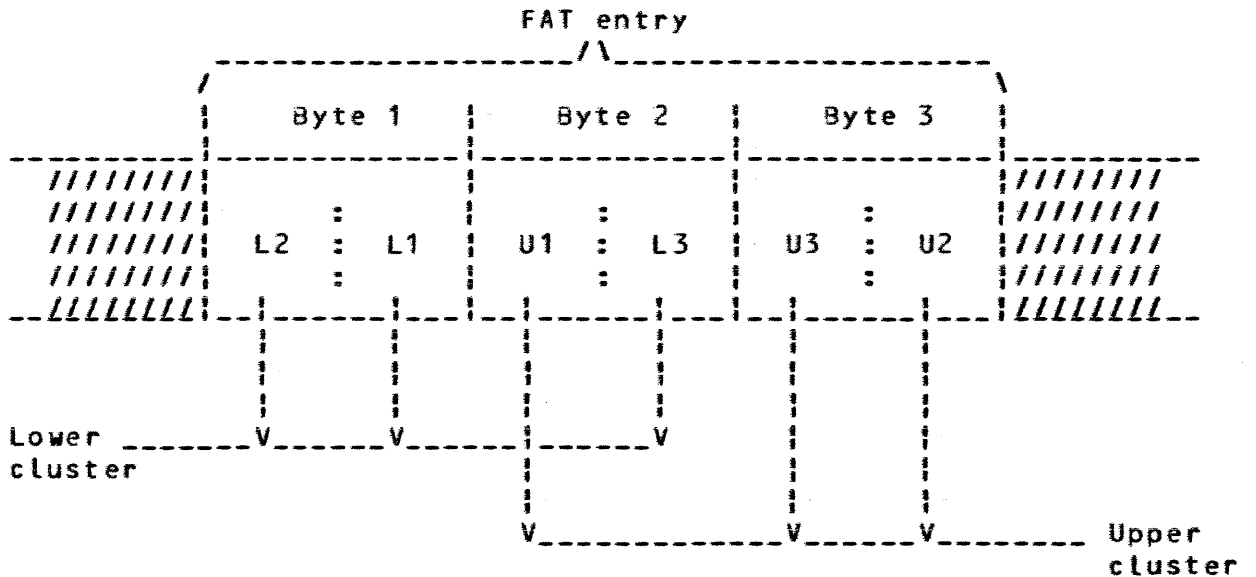 FAT entry
Byte 1 Byte 2 Byte 3
L2 : L1 U1 : L3 U3 : U2
Lower
cluster
Upper
cluster